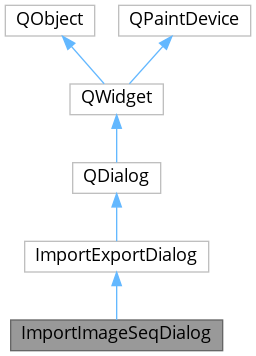 QObject
QPaintDevice
QWidget
QDialog
ImportExportDialog
ImportImageSeqDialog